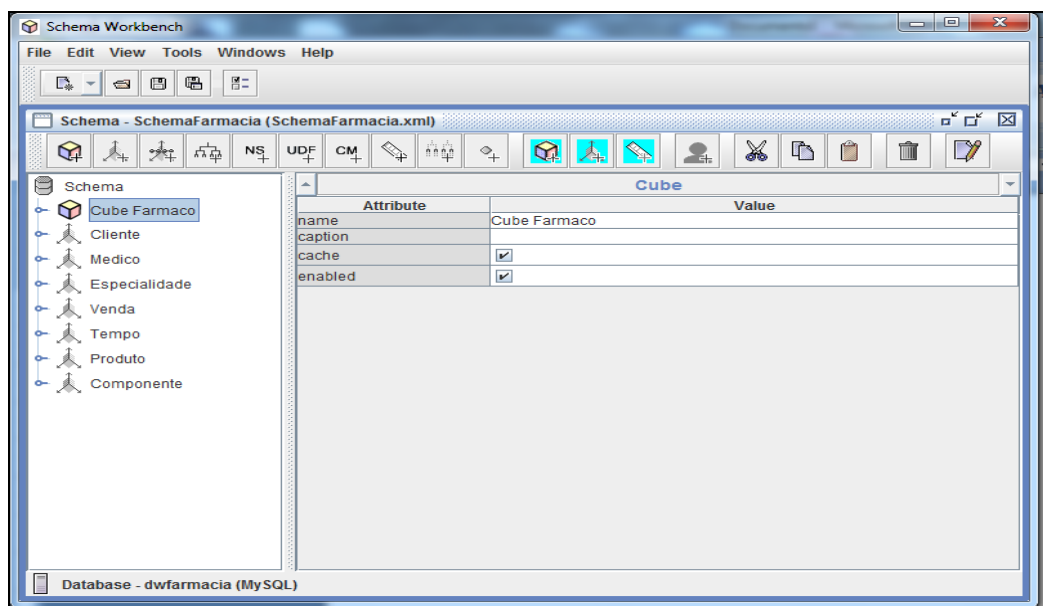 Schema Workbench
File Edit View Tools Windows Help
Schema - SchemaFarmacia (SchemaFarmacia.xml)
NS UDF CM
Schema
Cube Farmaco
Cliente
Medico
Especialidade
Venda
Tempo
Produto
Componente
Cube
Attribute Value
name Cube Farmaco
caption
cache
enabled
Database - dwfarmacia (MySQL)